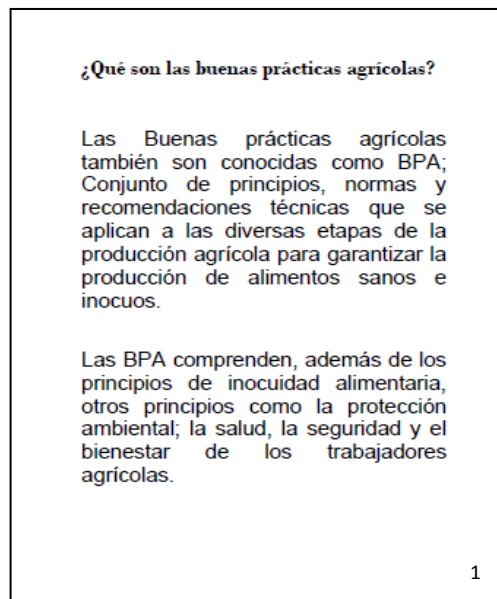 ¿Qué son las buenas prácticas agrícolas?
Las Buenas prácticas agrícolas
también son conocidas como BPA;
Conjunto de principios, normas y
recomendaciones técnicas que se
aplican a las diversas etapas de la
producción agrícola para garantizar la
producción de alimentos sanos e
inocuos.
Las BPA comprenden, además de los
principios de inocuidad alimentaria,
otros principios como la protección
ambiental; la salud, la seguridad y el
bienestar de los trabajadores
agrícolas.
1